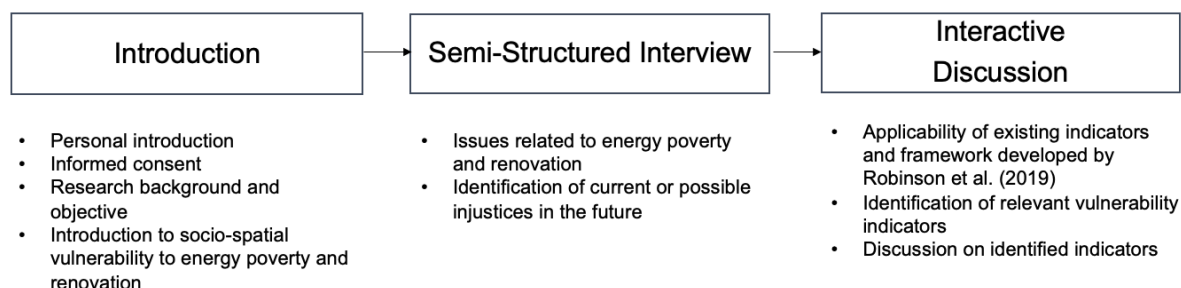 Introduction
Semi-Structured Interview
Interactive
Discussion
• Personal introduction
• Informed consent
• Research background and
objective
• Introduction to socio-spatial
vulnerability to energy poverty and
renovation
• Issues related to energy poverty
and renovation
• Identification of current or possible
injustices in the future
• Applicability of existing indicators
and framework developed by
Robinson et al. (2019)
• Identification of relevant vulnerability
indicators
• Discussion on identified indicators